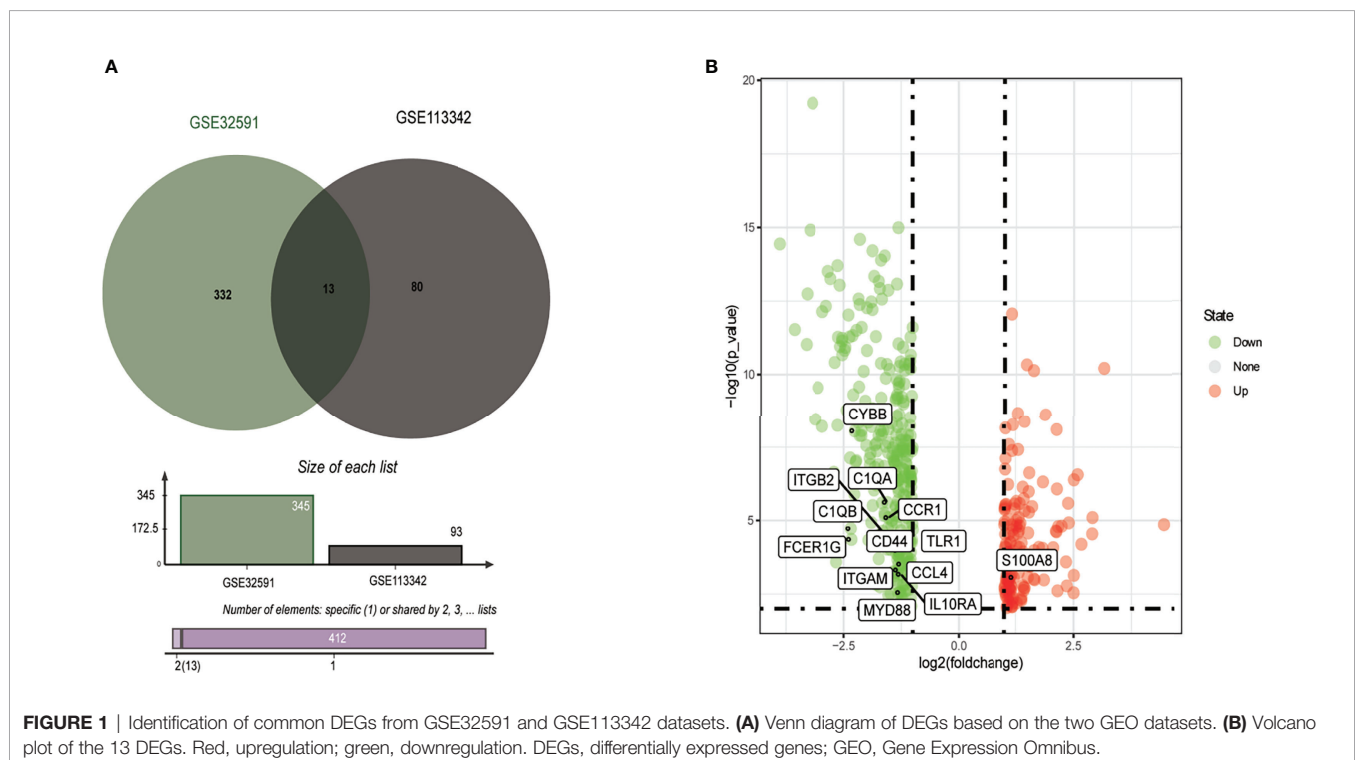 A
GSE32591
GSE113342
332
13
80
Size of each list
345
172.5
0
345
93
GSE32591
GSE113342
Number of elements: specific (1) or shared by 2, 3, ... lists
412
2(13)
1
B
20
15
10
5
−log10(p_value)
CYBB
ITGB2
C1QA
C1QB
CCR1
FCER1G
CD44
TLR1
ITGAM
CCL4
MYD88
IL10RA
S100A8
−2.5
0.0
2.5
log2(foldchange)
State
Down
None
Up
FIGURE 1 | Identification of common DEGs from GSE32591 and GSE113342 datasets. (A) Venn diagram of DEGs based on the two GEO datasets. (B) Volcano
plot of the 13 DEGs. Red, upregulation; green, downregulation. DEGs, differentially expressed genes; GEO, Gene Expression Omnibus.